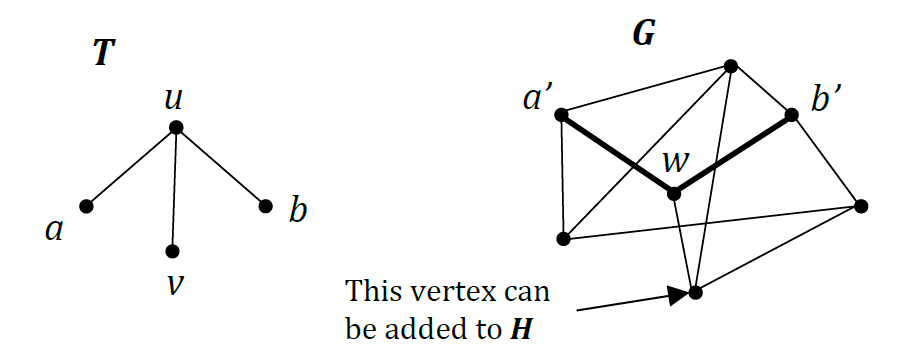 T
u
a
b
v
G
a’
b’
w
This vertex can
be added to H